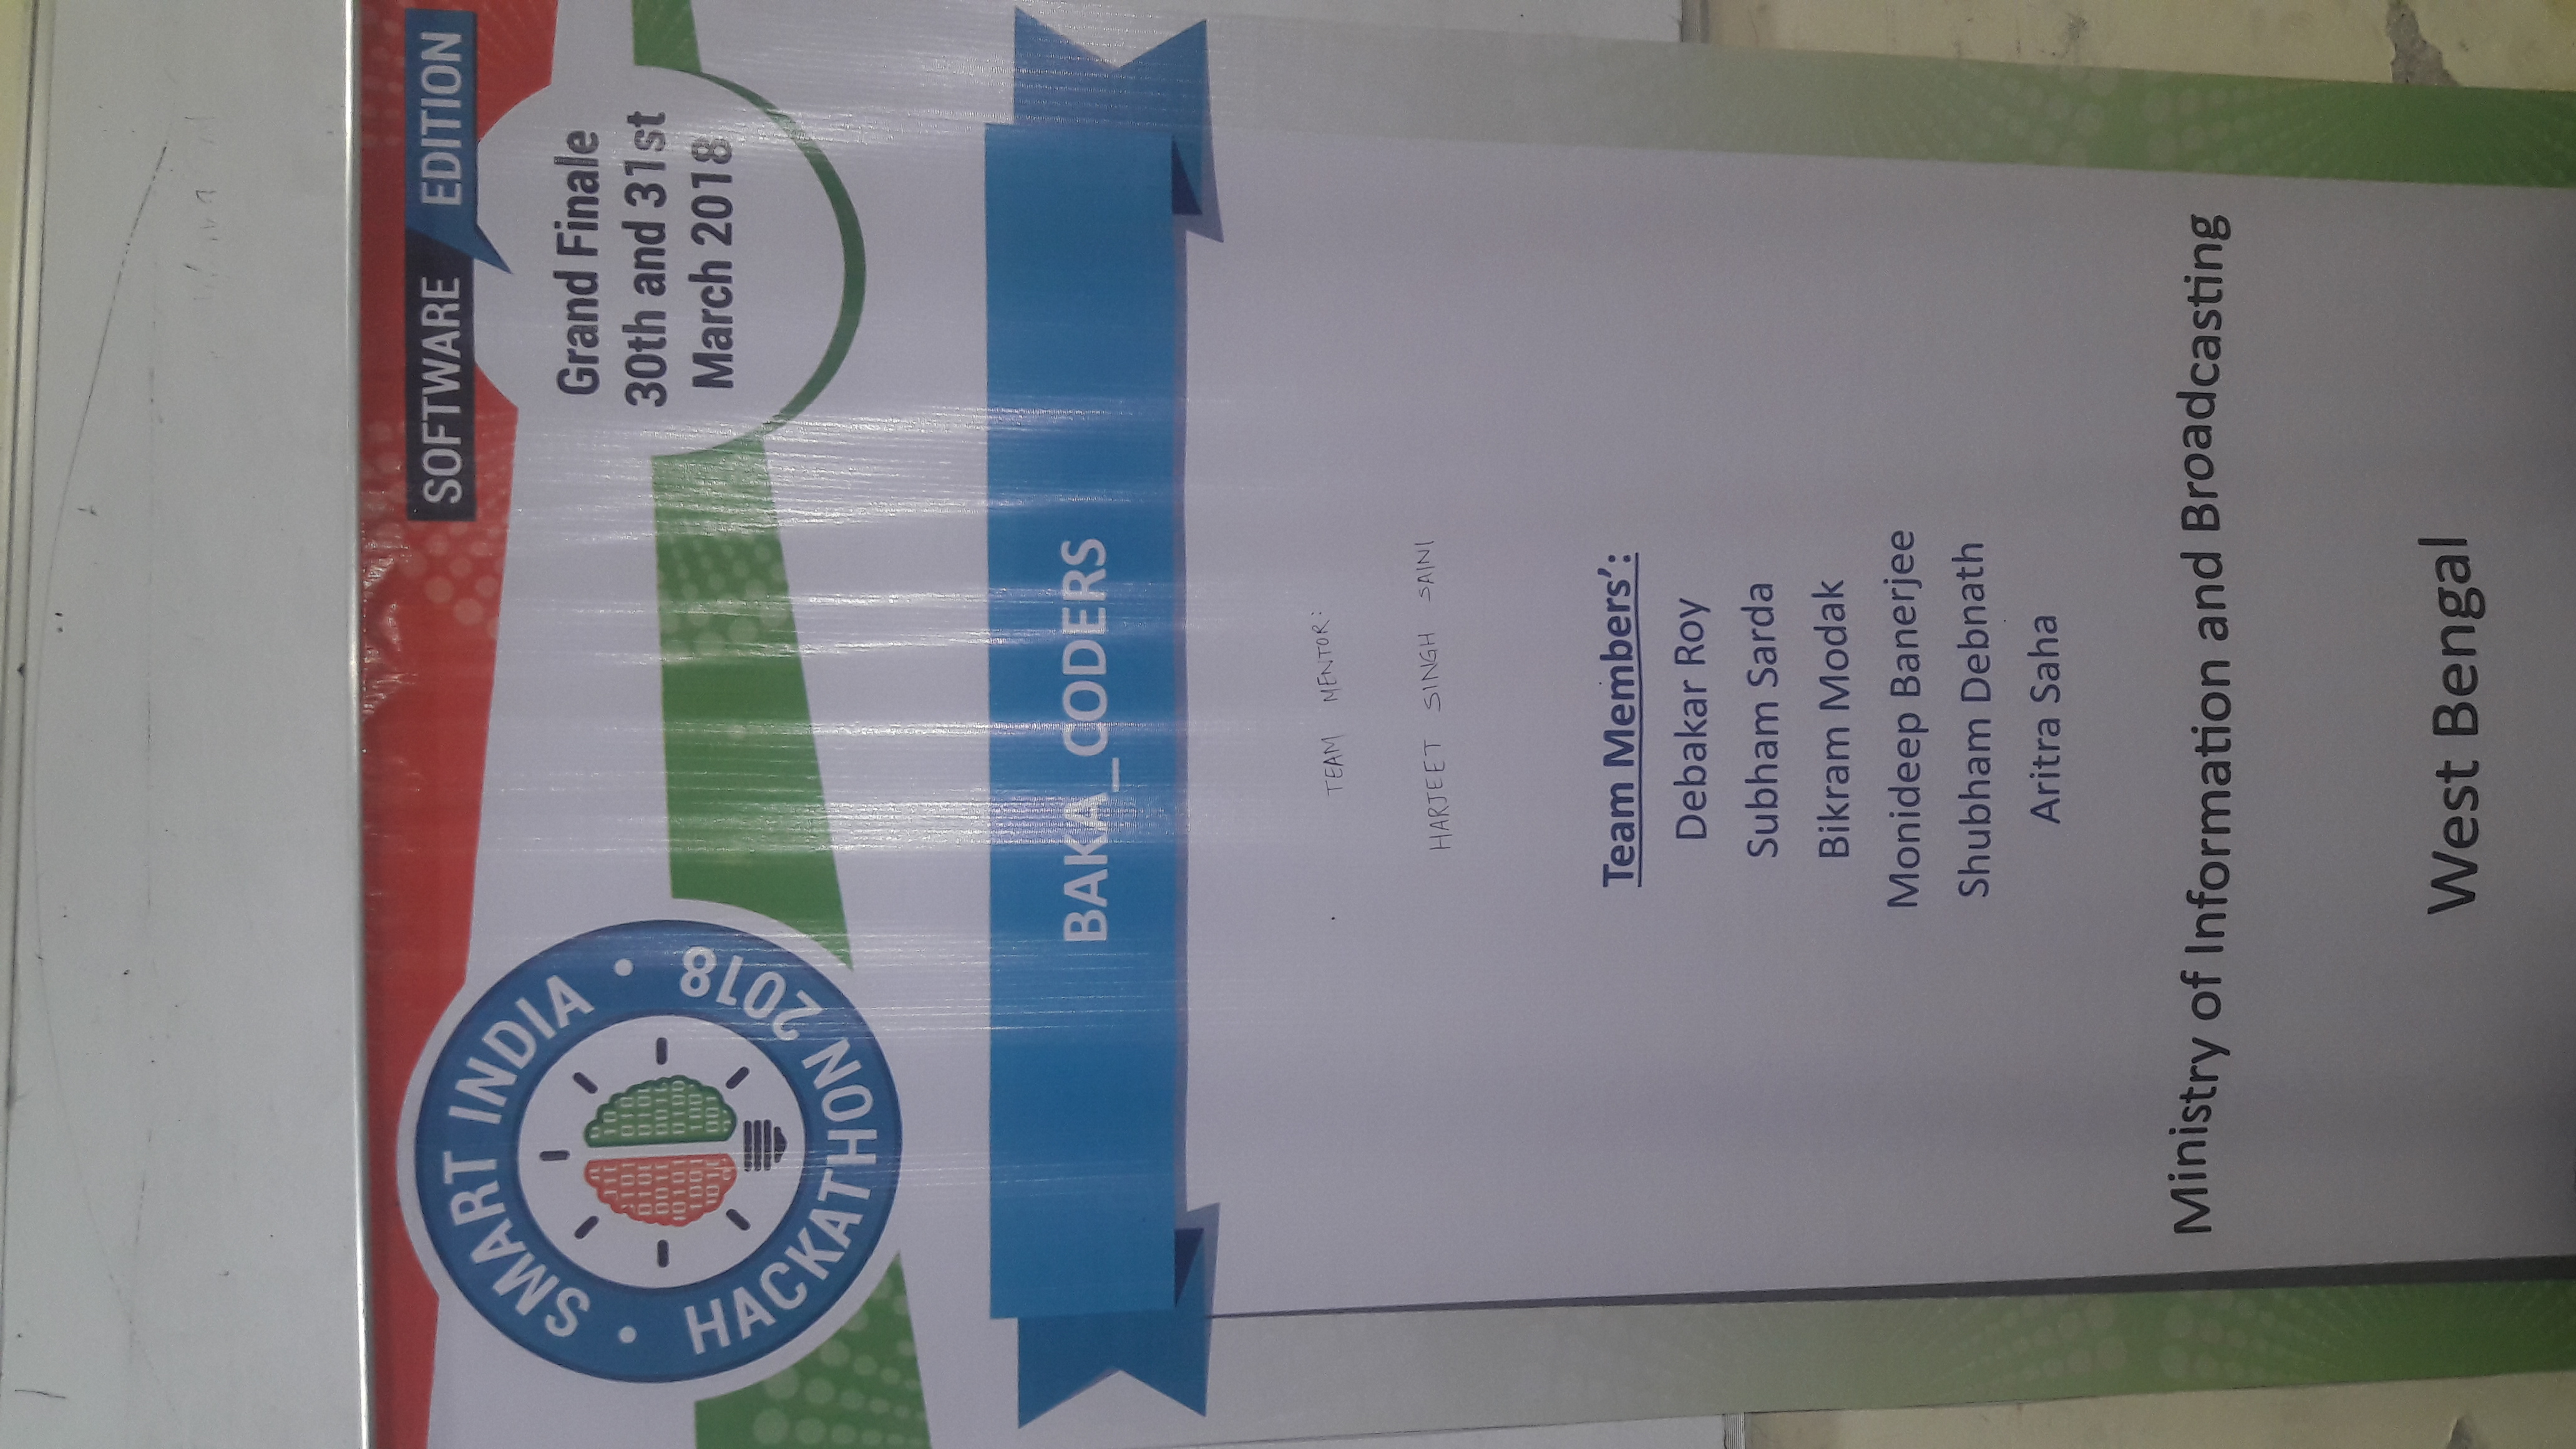 SMART INDIA
HACKATHON 2018
SOFTWARE EDITION
Grand Finale
30th and 31st
March 2018
BAKA_CODERS
TEAM MENTOR:
HARJEET SINGH SAINI
Team Members':
Debakar Roy
Subham Sarda
Bikram Modak
Monideep Banerjee
Shubham Debnath
Aritra Saha
Ministry of Information and Broadcasting
West Bengal